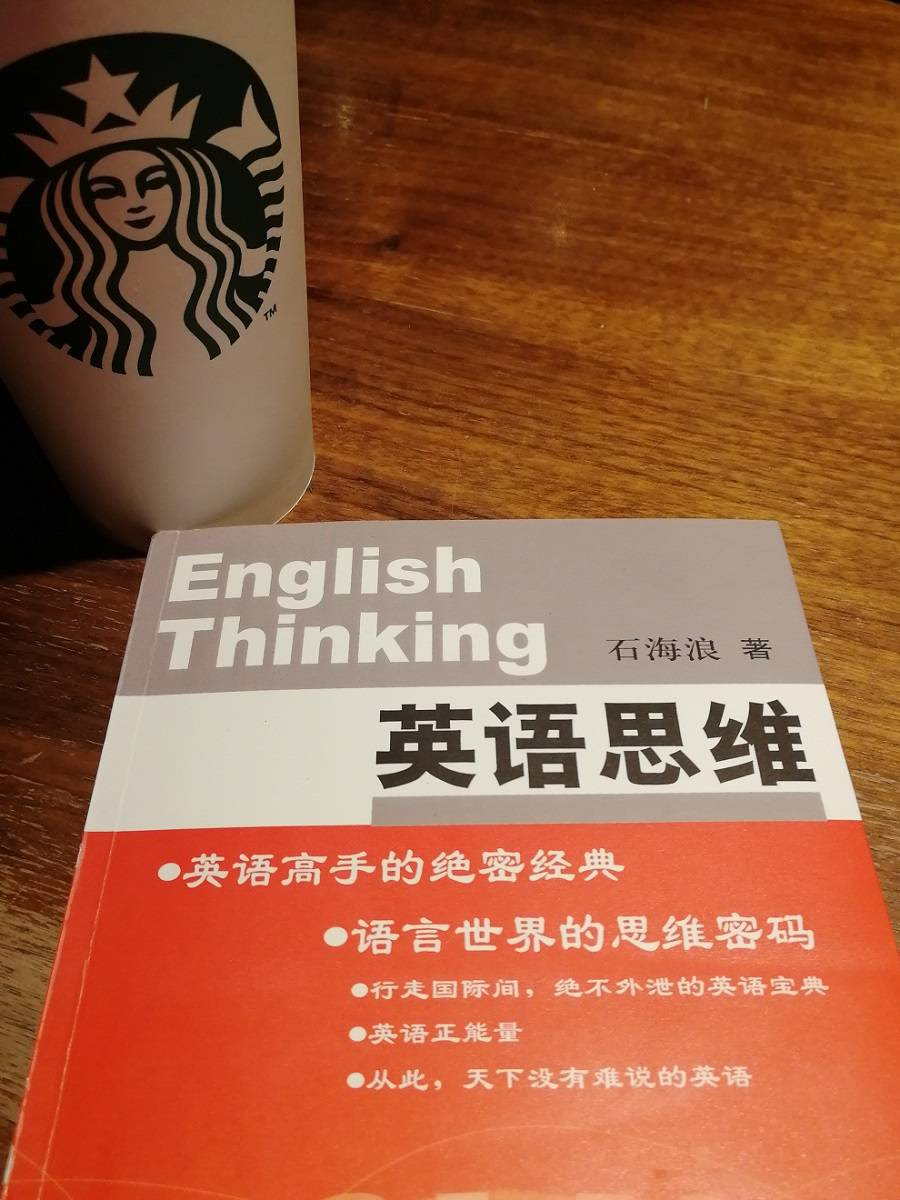 TM
English
Thinking
石海浪 著
英语思维
●英语高手的绝密经典
●语言世界的思维密码
●行走国际间，绝不外泄的英语宝典
●英语正能量
●从此，天下没有难说的英语